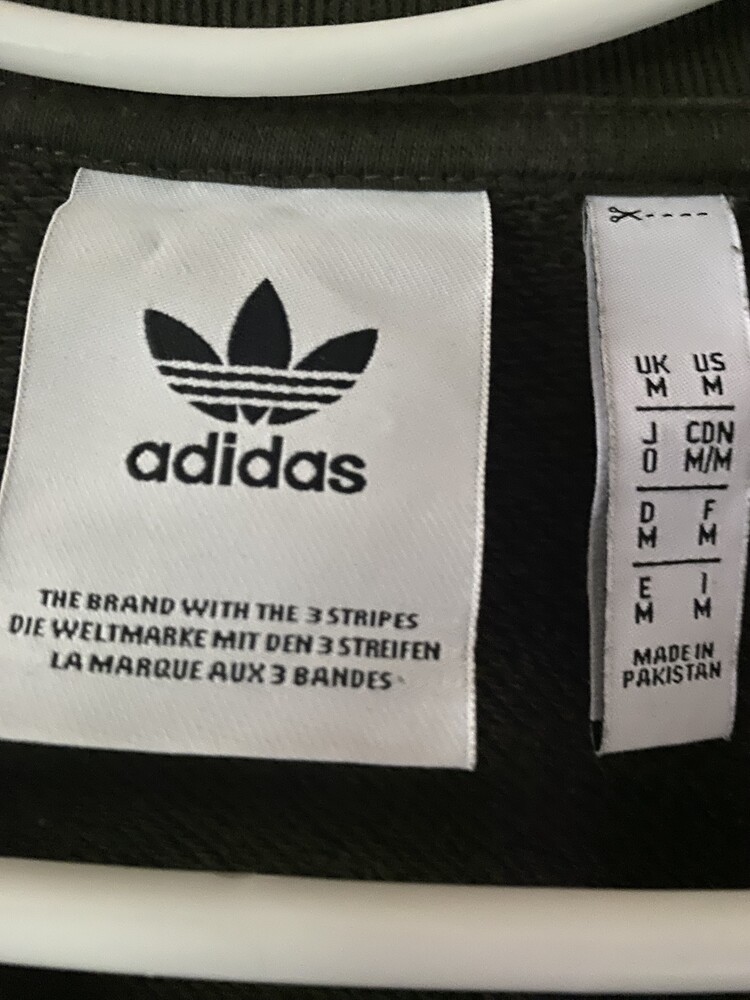 adidas
THE BRAND WITH THE 3 STRIPES
DIE WELTMARKE MIT DEN 3 STREIFEN
LA MARQUE AUX 3 BANDES
UK US
M M
J CDN
O M/M
D F
M M
E I
M M
MADE IN
PAKISTAN